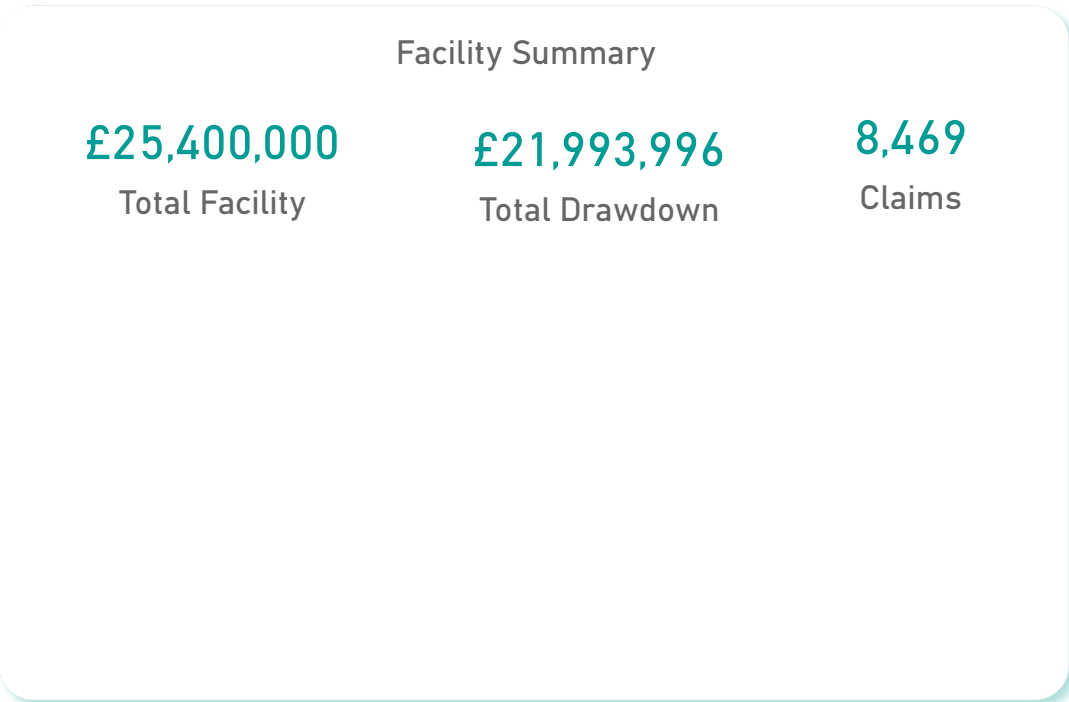 Facility Summary
£25,400,000
Total Facility
£21,993,996
Total Drawdown
8,469
Claims